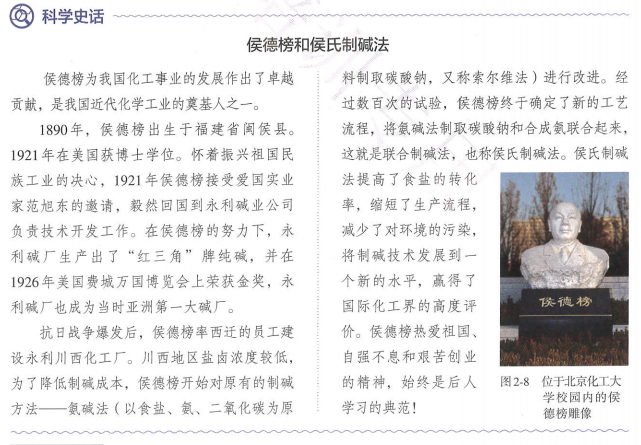 科学史话
侯德榜和侯氏制碱法
侯德榜为我国化工事业的发展作出了卓越
贡献，是我国近代化学工业的奠基人之一。
1890年，侯德榜出生于福建省闽侯县。
1921年在美国获博士学位。怀着振兴祖国民
族工业的决心，1921年侯德榜接受爱国实业
家范旭东的邀请，毅然回国到永利碱业公司
负责技术开发工作。在侯德榜的努力下，永
利碱厂生产出了“红三角”牌纯碱，并在
1926年美国费城万国博览会上荣获金奖，永
利碱厂也成为当时亚洲第一大碱厂。
抗日战争爆发后，侯德榜率西迁的员工建
设永利川西化工厂。川西地区盐卤浓度较低，
为了降低制碱成本，侯德榜开始对原有的制碱
方法——氨碱法（以食盐、氨、二氧化碳为原
料制取碳酸钠，又称索尔维法）进行改进。经
过数百次的试验，侯德榜终于确定了新的工艺
流程，将氨碱法制取碳酸钠和合成氨联合起来，
这就是联合制碱法，也称侯氏制碱法。侯氏制碱
法提高了食盐的转化
率，缩短了生产流程，
减少了对环境的污染，
将制碱技术发展到一
个新的水平，赢得了
国际化工界的高度评
价。侯德榜热爱祖国、
自强不息和艰苦创业
的精神，始终是后人
学习的典范！
侯德榜
图2-8 位于北京化工大
学校园内的侯
德榜雕像